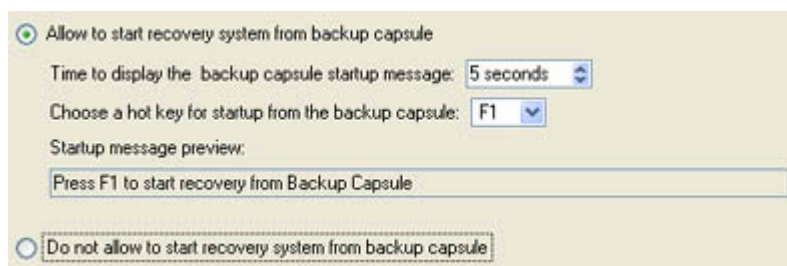 Allow to start recovery system from backup capsule
Time to display the backup capsule startup message: 5 seconds
Choose a hot key for startup from the backup capsule: F1
Startup message preview:
Press F1 to start recovery from Backup Capsule
Do not allow to start recovery system from backup capsule